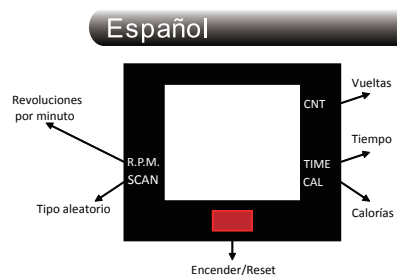 Español
Vueltas
CNT
Revoluciones
por minuto
Tiempo
R.P.M.
TIME
SCAN
CAL
Tipo aleatorio
Calorías
Encender/Reset